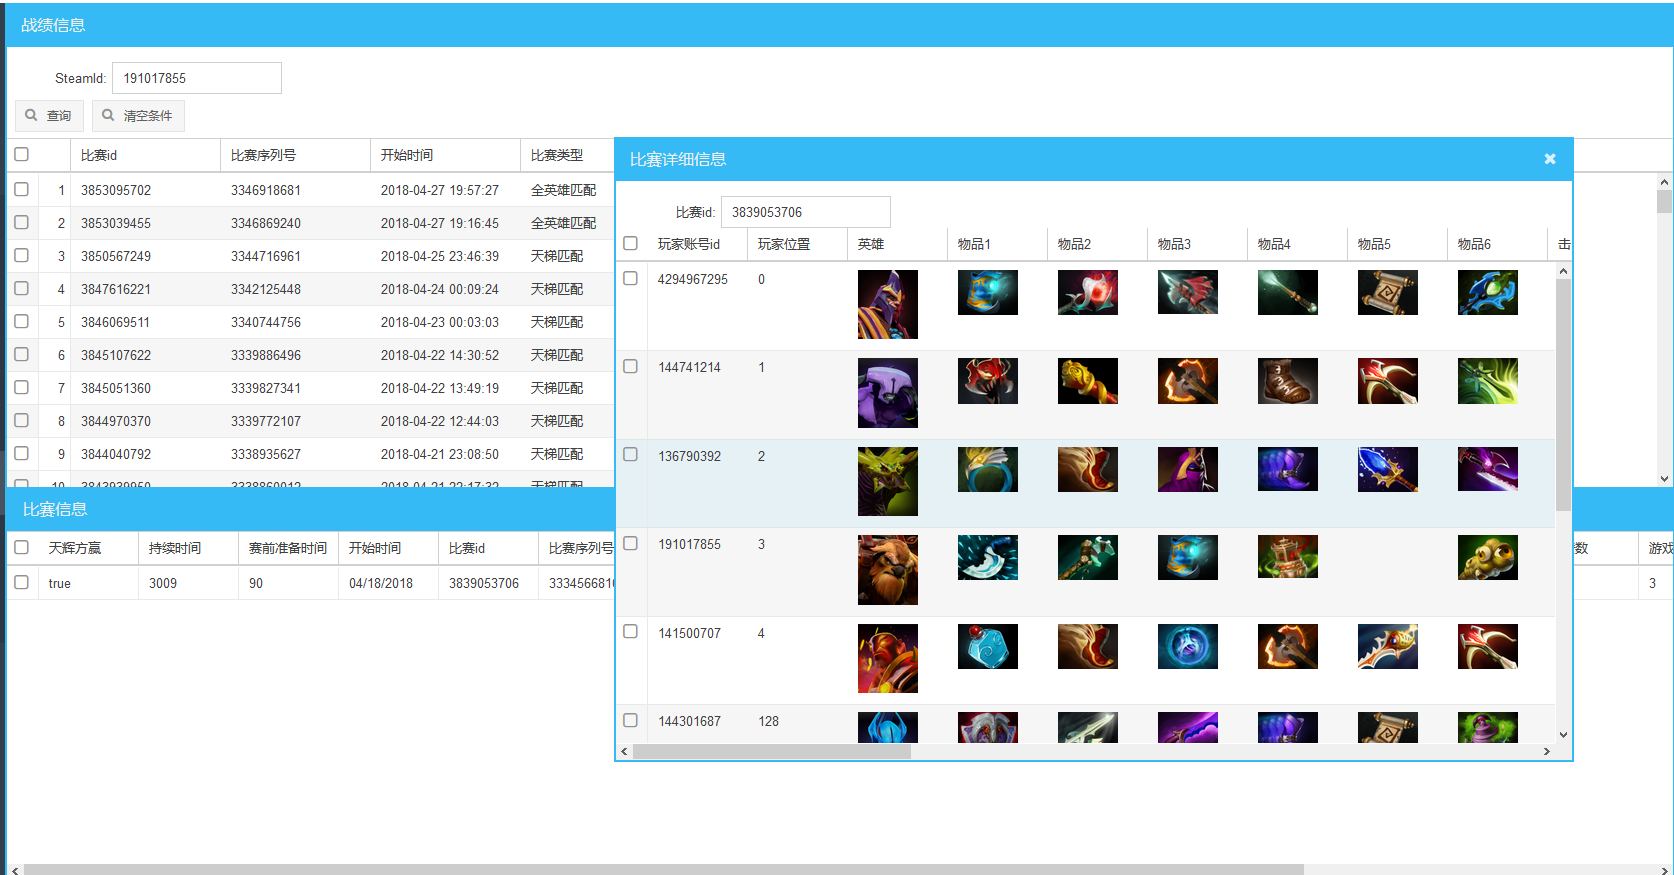 战绩信息
SteamId: 191017855
查询 清空条件
比赛id 比赛序列号 开始时间 比赛类型
1 3853095702 3346918681 2018-04-27 19:57:27 全英雄匹配
2 3853039455 3346869240 2018-04-27 19:16:45 全英雄匹配
3 3850567249 3344716961 2018-04-25 23:46:39 天梯匹配
4 3847616221 3342125448 2018-04-24 00:09:24 天梯匹配
5 3846069511 3340744756 2018-04-23 00:03:03 天梯匹配
6 3845107622 3339886496 2018-04-22 14:30:52 天梯匹配
7 3845051360 3339827341 2018-04-22 13:49:19 天梯匹配
8 3844970370 3339772107 2018-04-22 12:44:03 天梯匹配
9 3844040792 3338935627 2018-04-21 23:08:50 天梯匹配
10 3843939950 3338860012 2018-04-21 22:17:32 天梯匹配
比赛信息
天辉方赢 持续时间 赛前准备时间 开始时间 比赛id 比赛序列号 数 游戏
true 3009 90 04/18/2018 3839053706 333456681 3
比赛详细信息
比赛id: 3839053706
玩家账号id 玩家位置 英雄 物品1 物品2 物品3 物品4 物品5 物品6 击
4294967295 0
144741214 1
136790392 2
191017855 3
141500707 4
144301687 128